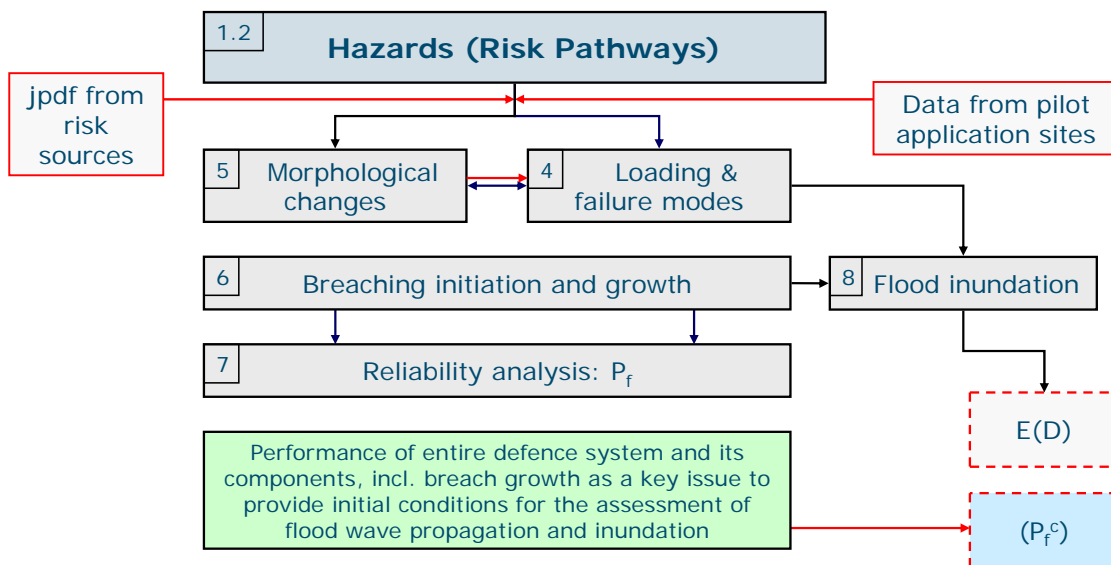 1.2
Hazards (Risk Pathways)
jpdf from
risk
sources
Data from pilot
application sites
5
Morphological
changes
4
Loading &
failure modes
6
Breaching initiation and growth
8
Flood inundation
7
Reliability analysis: P_f
E(D)
Performance of entire defence system and its
components, incl. breach growth as a key issue to
provide initial conditions for the assessment of
flood wave propagation and inundation
(P_f^c)